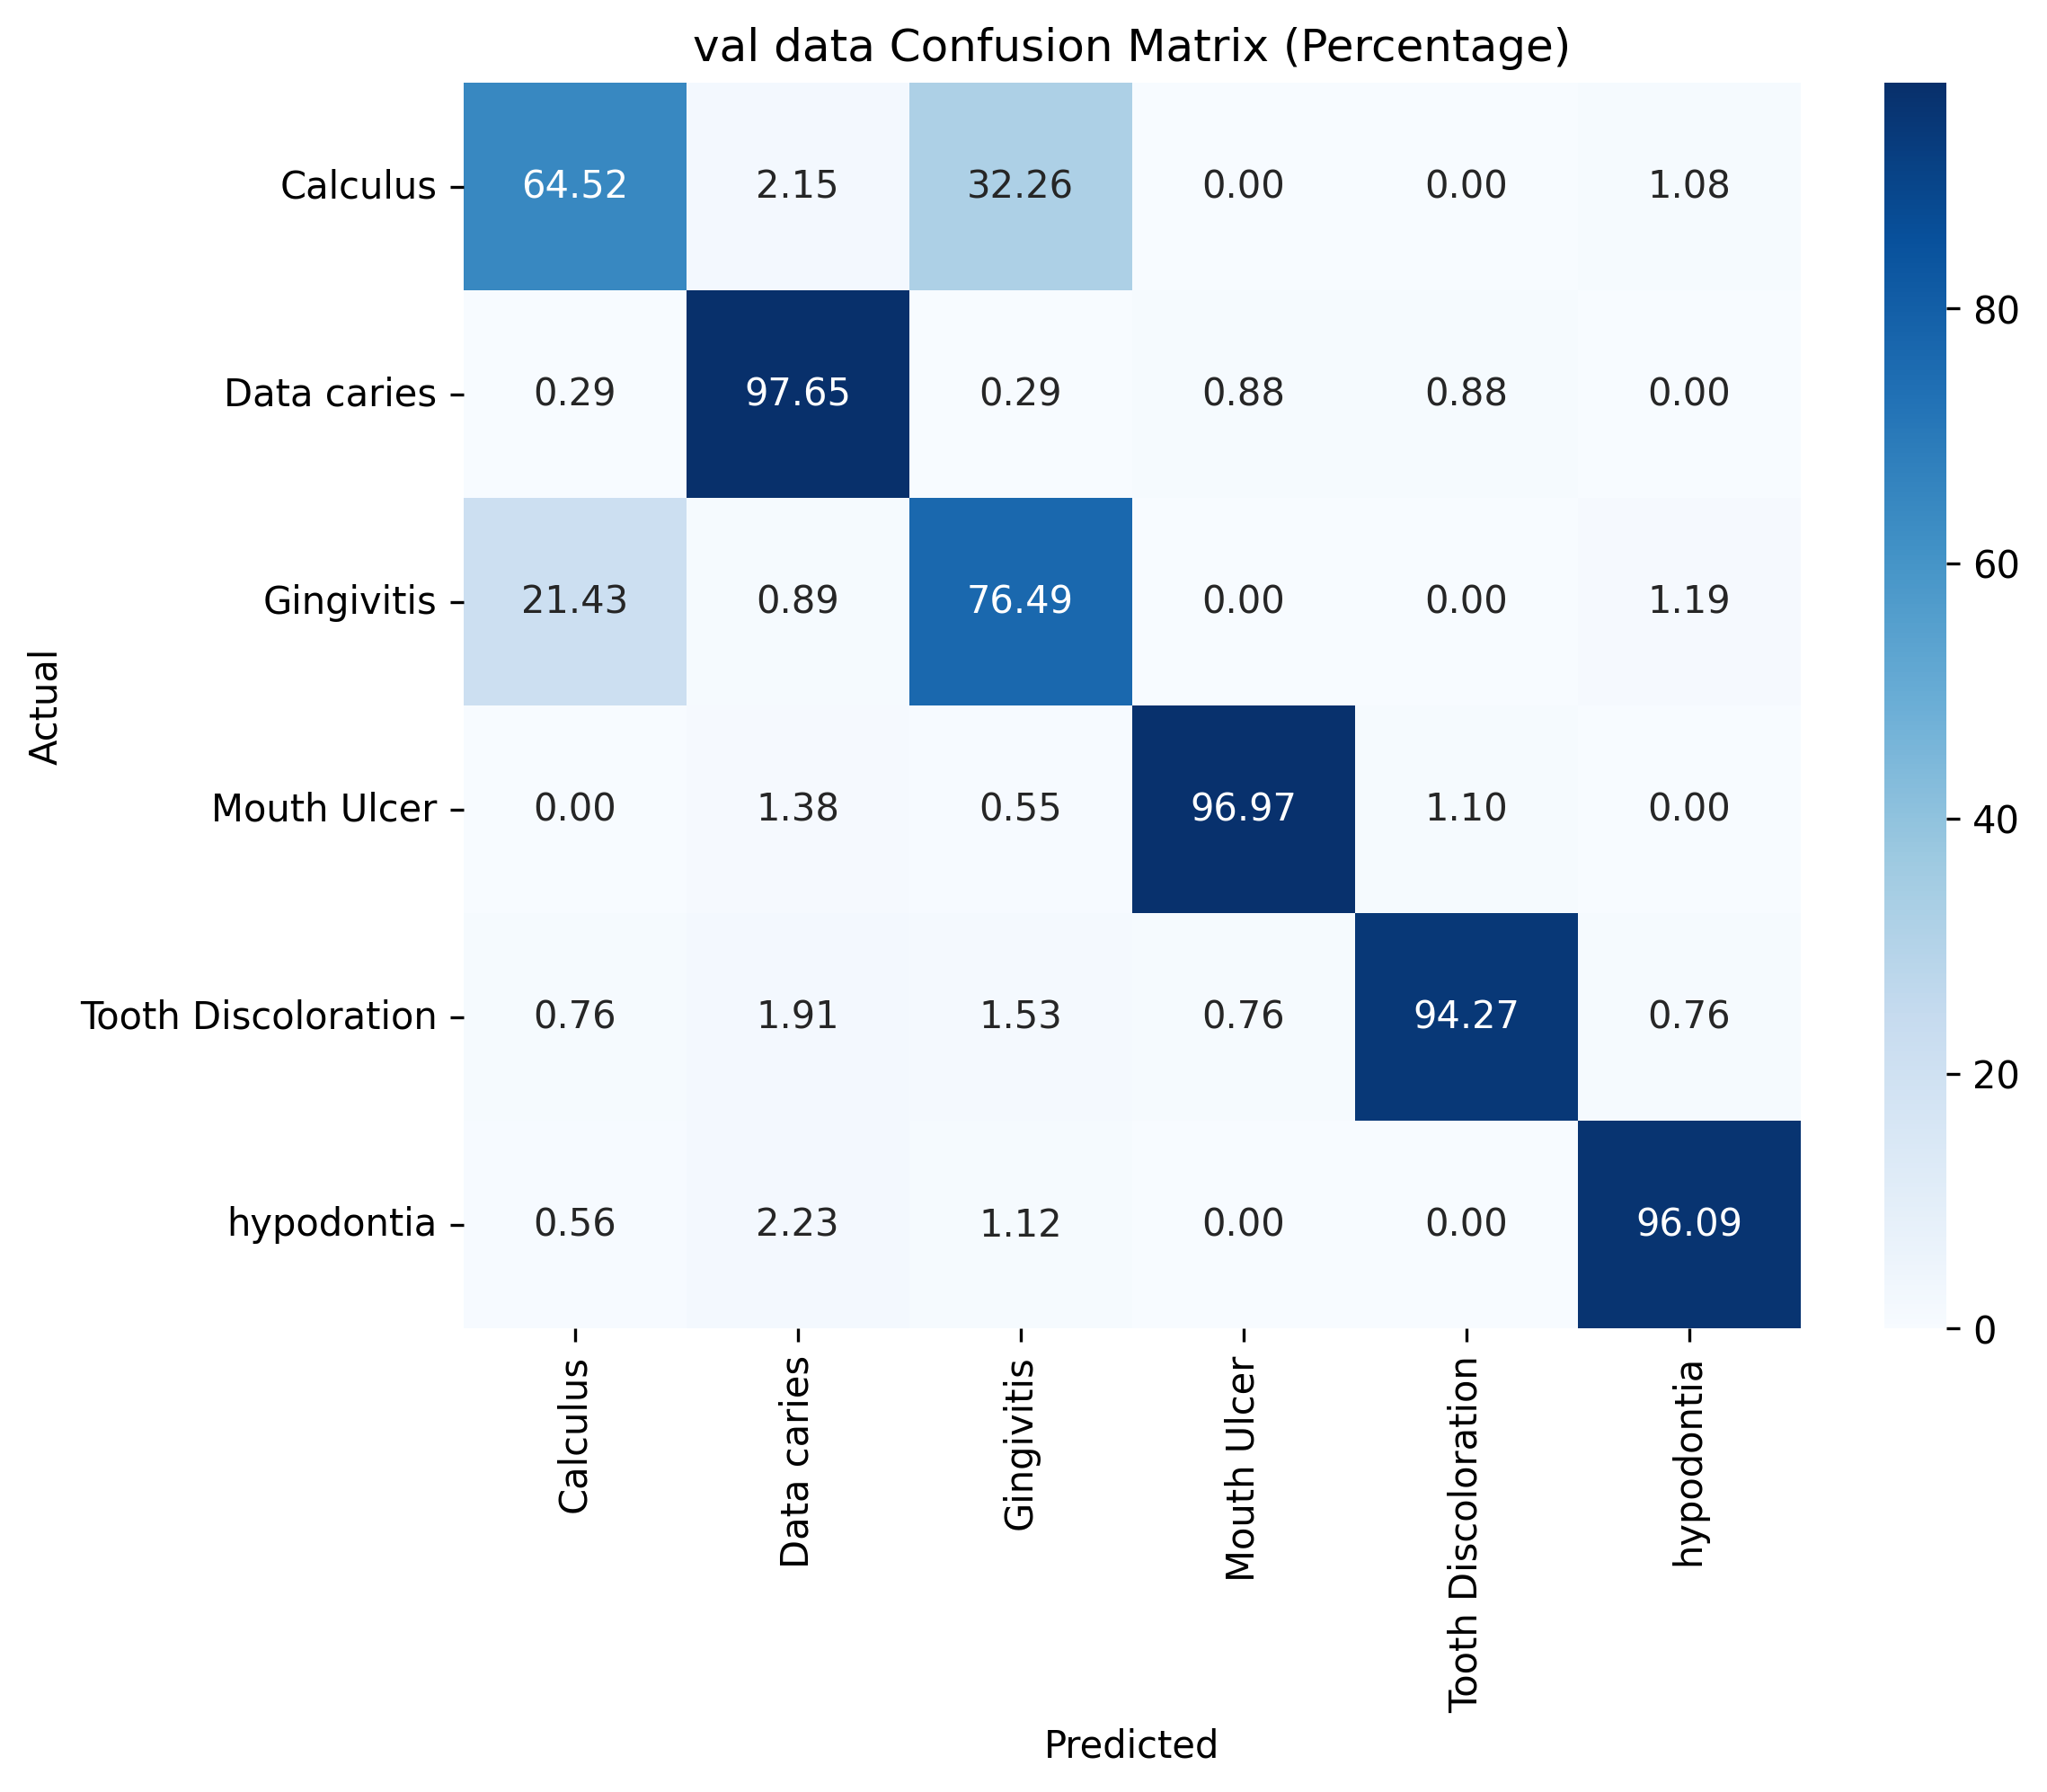 val data Confusion Matrix (Percentage)
Actual
Calculus 64.52 2.15 32.26 0.00 0.00 1.08
Data caries 0.29 97.65 0.29 0.88 0.88 0.00
Gingivitis 21.43 0.89 76.49 0.00 0.00 1.19
Mouth Ulcer 0.00 1.38 0.55 96.97 1.10 0.00
Tooth Discoloration 0.76 1.91 1.53 0.76 94.27 0.76
hypodontia 0.56 2.23 1.12 0.00 0.00 96.09
Calculus
Data caries
Gingivitis
Mouth Ulcer
Tooth Discoloration
hypodontia
Predicted
80
60
40
20
0